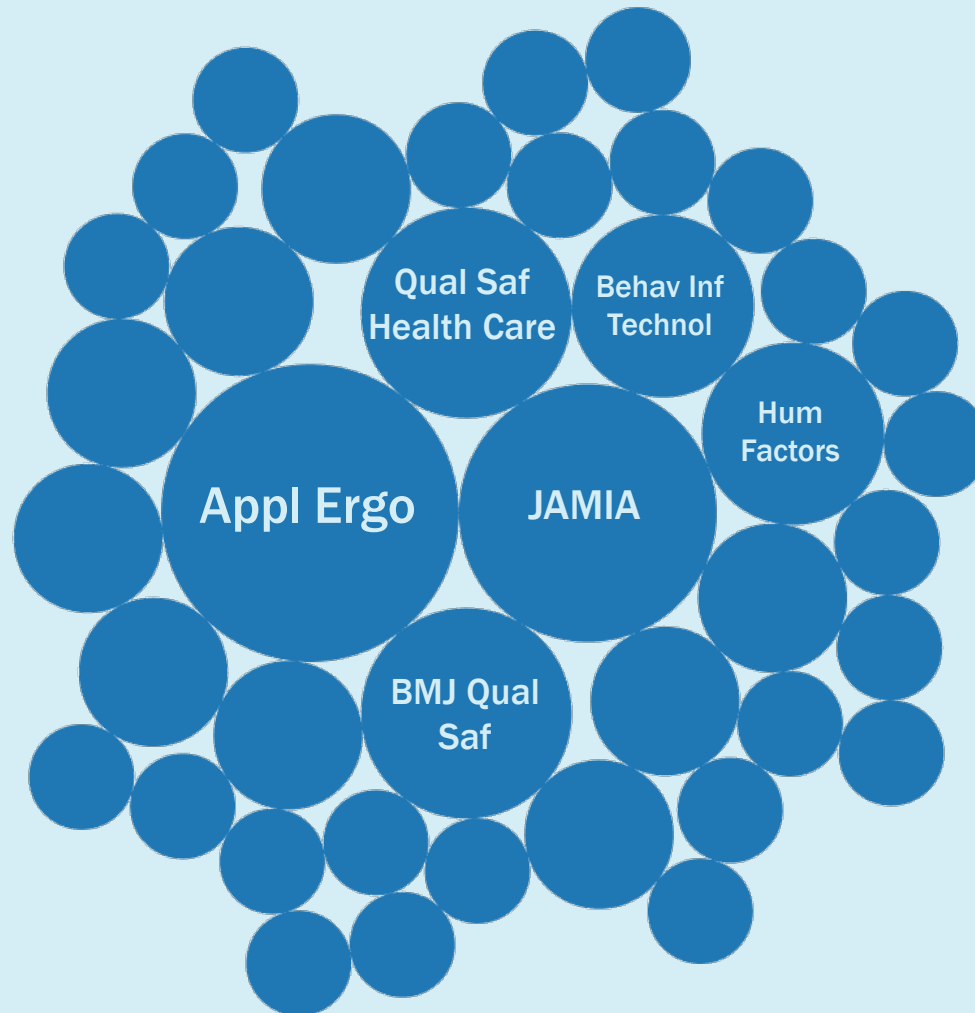 Qual Saf
Health Care
Behav Inf
Technol
Hum
Factors
Appl Ergo
JAMIA
BMJ Qual
Saf